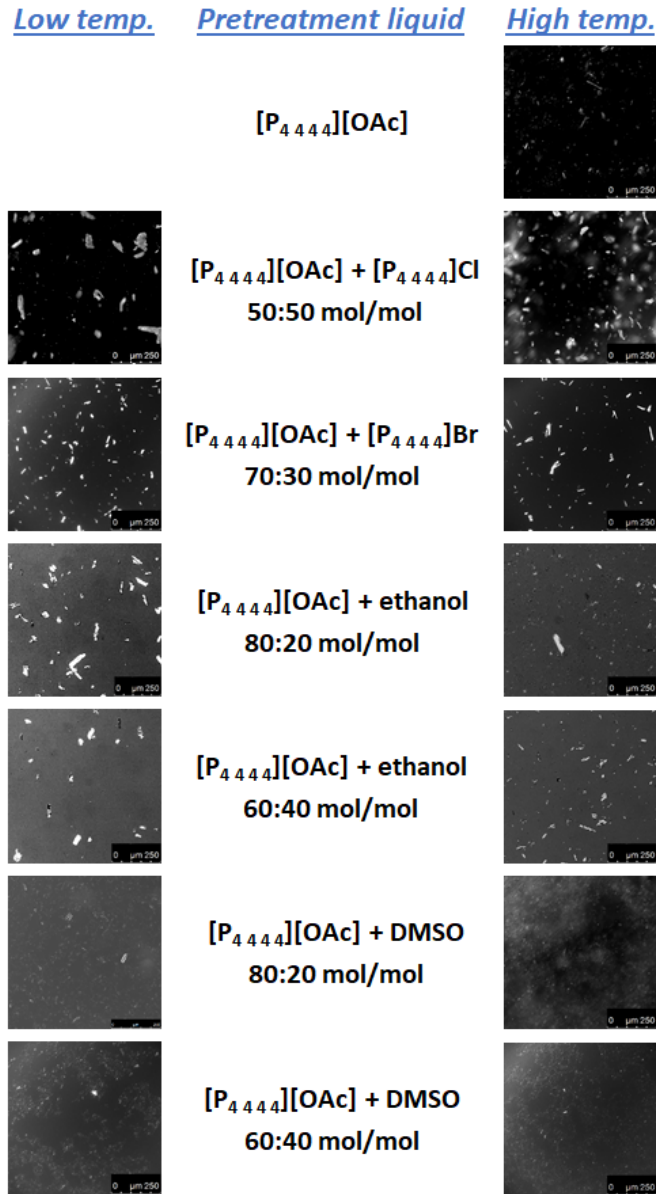 Low temp. Pretreatment liquid High temp.
[P4 4 4 4][OAc]
0 µm 250
[P4 4 4 4][OAc] + [P4 4 4 4]Cl
50:50 mol/mol
0 µm 250
0 µm 250
[P4 4 4 4][OAc] + [P4 4 4 4]Br
70:30 mol/mol
0 µm 250
0 µm 250
[P4 4 4 4][OAc] + ethanol
80:20 mol/mol
0 µm 250
0 µm 250
[P4 4 4 4][OAc] + ethanol
60:40 mol/mol
0 µm 250
0 µm 250
[P4 4 4 4][OAc] + DMSO
80:20 mol/mol
0 µm 250
[P4 4 4 4][OAc] + DMSO
60:40 mol/mol
0 µm 250
0 µm 250